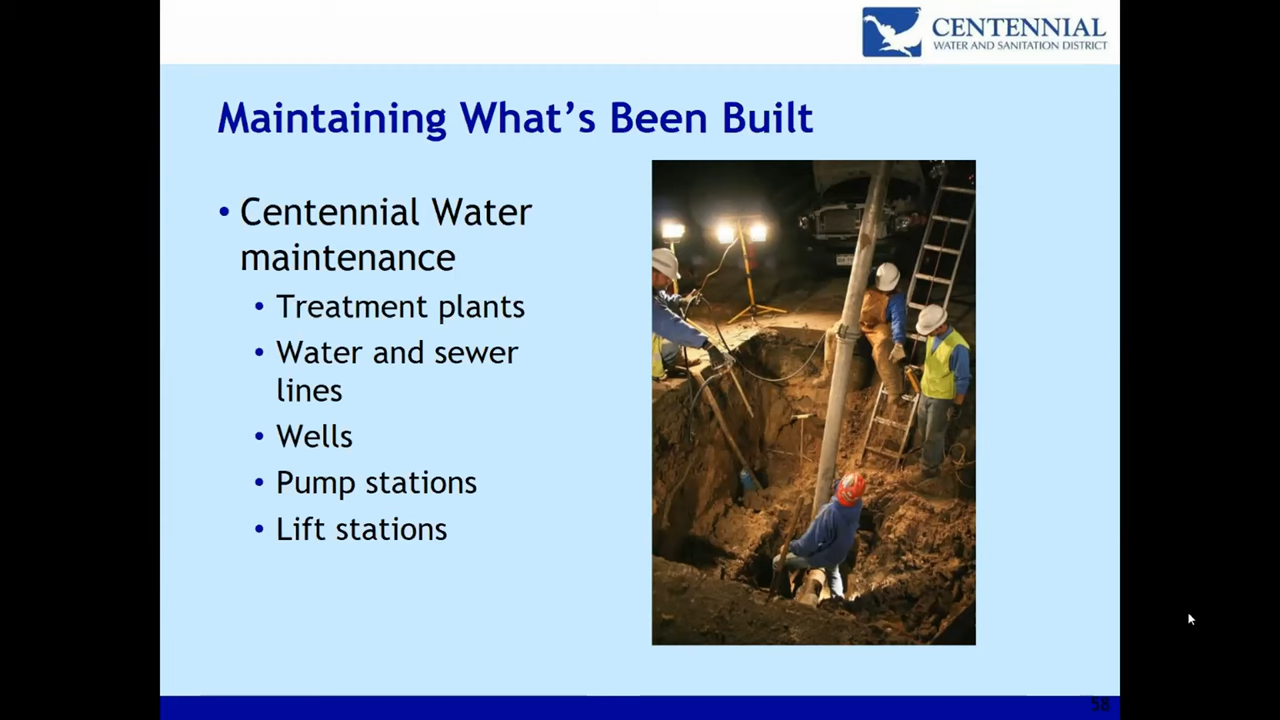 CENTENNIAL
WATER AND SANITATION DISTRICT
Maintaining What's Been Built
• Centennial Water
maintenance
• Treatment plants
• Water and sewer
lines
• Wells
• Pump stations
• Lift stations
58